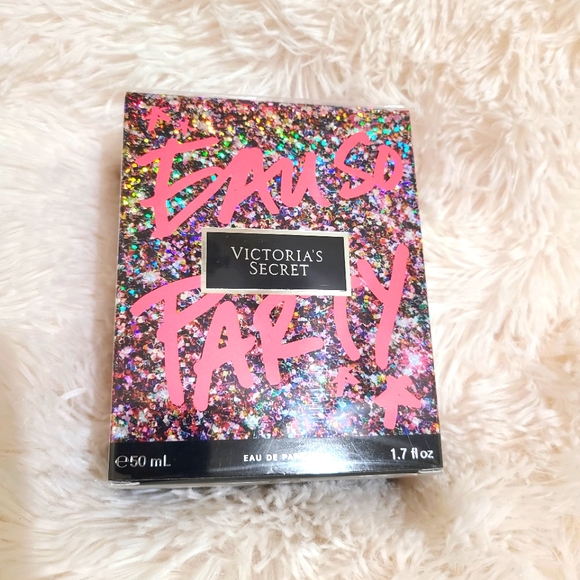 EAU SO
VICTORIA'S
SECRET
PARTY
℮50 mL
EAU DE PARFUM
1.7 fl oz